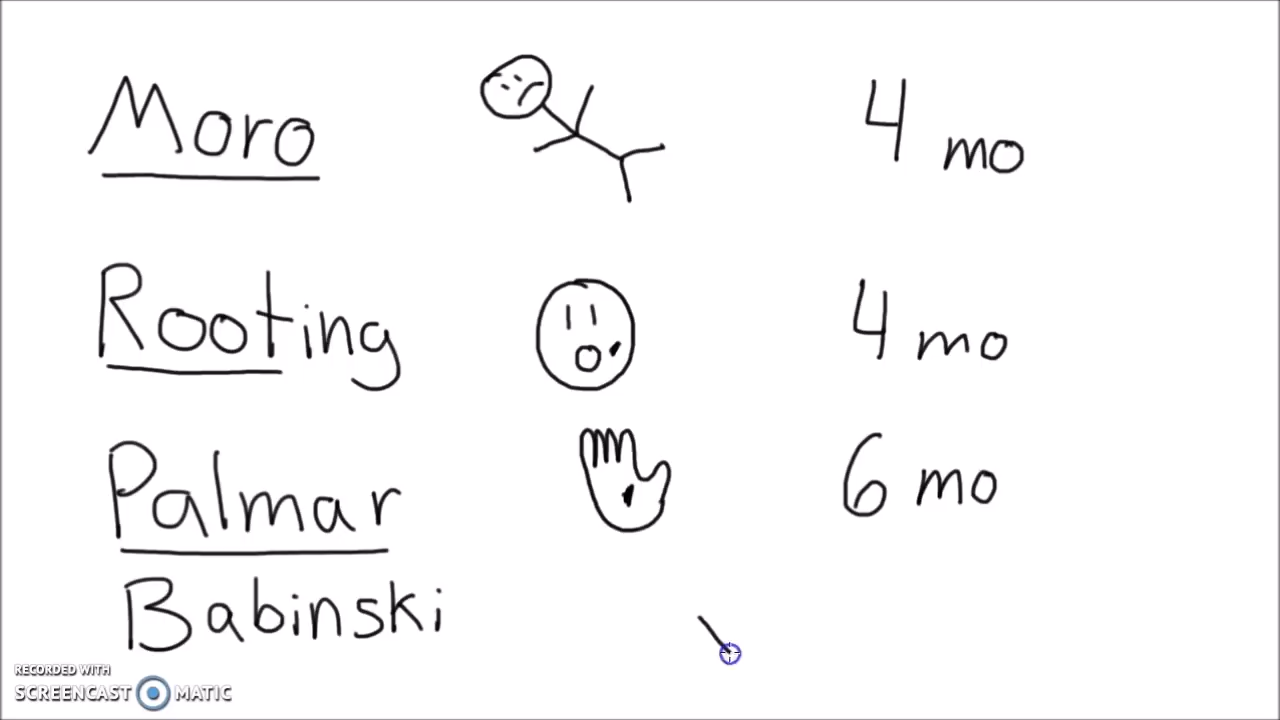 Moro 4 mo
Rooting 4 mo
Palmar 6 mo
Babinski
RECORDED WITH
SCREENCAST MATIC